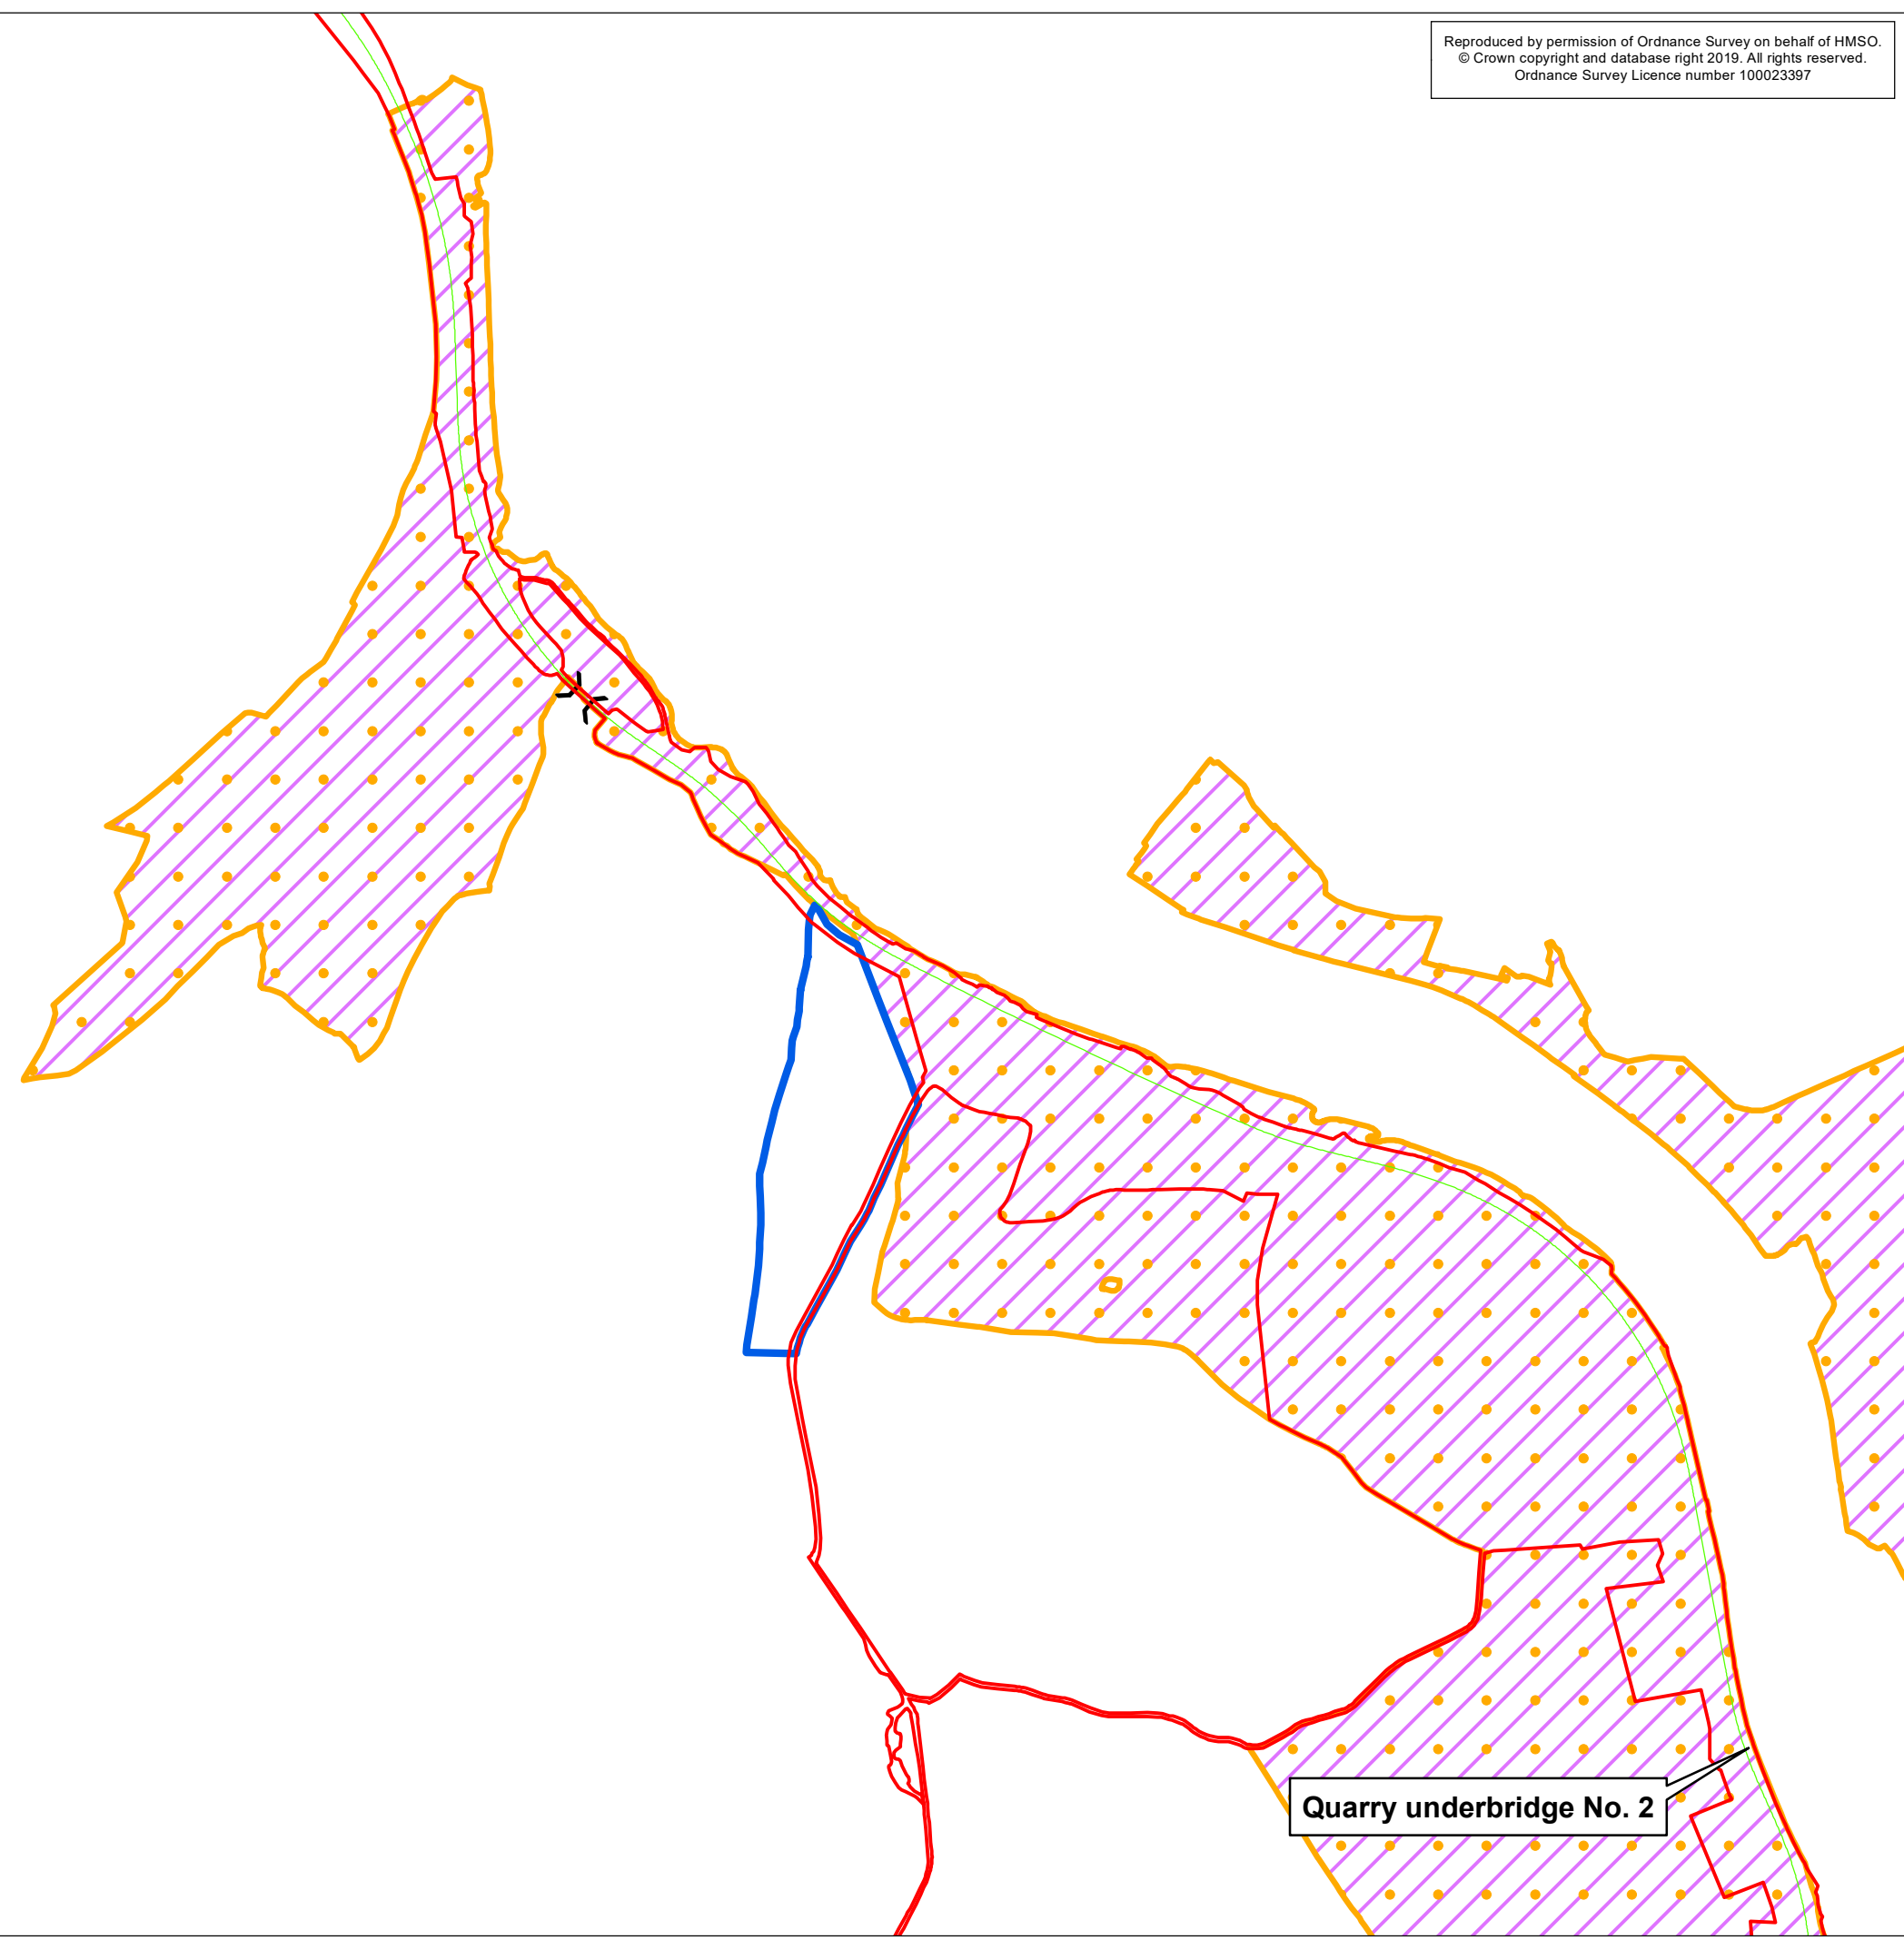 Reproduced by permission of Ordnance Survey on behalf of HMSO.
© Crown copyright and database right 2019. All rights reserved.
Ordnance Survey Licence number 100023397
Quarry underbridge No. 2